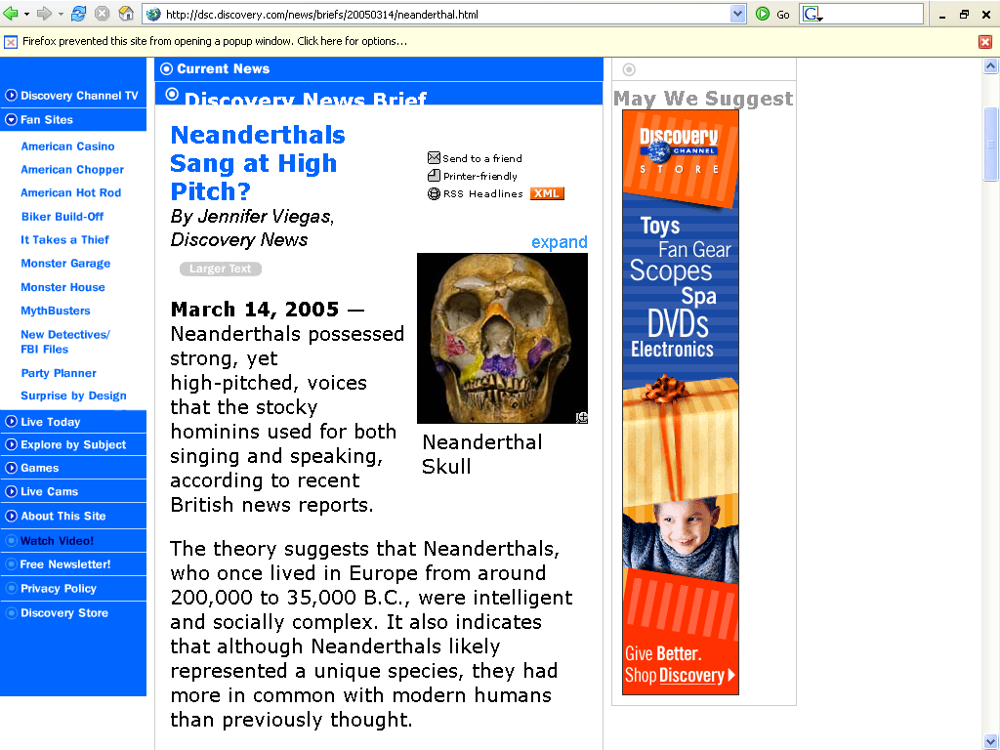 http://dsc.discovery.com/news/briefs/20050314/neanderthal.html
Go
G
Firefox prevented this site from opening a popup window. Click here for options...
Discovery Channel TV
Fan Sites
American Casino
American Chopper
American Hot Rod
Biker Build-Off
It Takes a Thief
Monster Garage
Monster House
MythBusters
New Detectives/
FBI Files
Party Planner
Surprise by Design
Live Today
Explore by Subject
Games
Live Cams
About This Site
Watch Video!
Free Newsletter!
Privacy Policy
Discovery Store
Current News
Discovery News Brief
Neanderthals
Sang at High
Pitch?
By Jennifer Viegas,
Discovery News
Larger Text
Send to a friend
Printer-friendly
RSS Headlines XML
expand
Neanderthal
Skull
March 14, 2005 —
Neanderthals possessed
strong, yet
high-pitched, voices
that the stocky
hominins used for both
singing and speaking,
according to recent
British news reports.
The theory suggests that Neanderthals,
who once lived in Europe from around
200,000 to 35,000 B.C., were intelligent
and socially complex. It also indicates
that although Neanderthals likely
represented a unique species, they had
more in common with modern humans
than previously thought.
May We Suggest
Discovery
CHANNEL
STORE
Toys
Fan Gear
Scopes
Spa
DVDs
Electronics
Give Better.
Shop Discovery